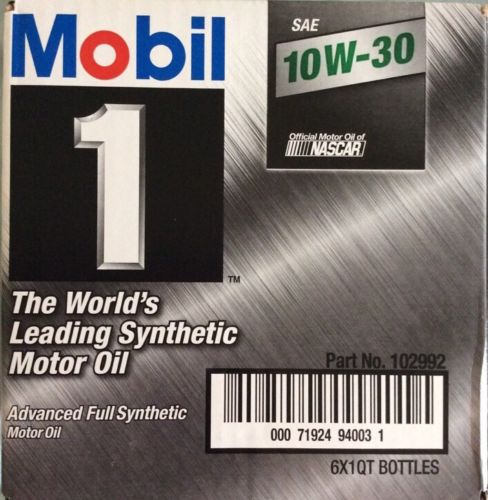 Mobil
1
TM
SAE
10W-30
Official Motor Oil of
NASCAR
The World's
Leading Synthetic
Motor Oil
Advanced Full Synthetic
Motor Oil
Part No. 102992
000 71924 94003 1
6X1QT BOTTLES